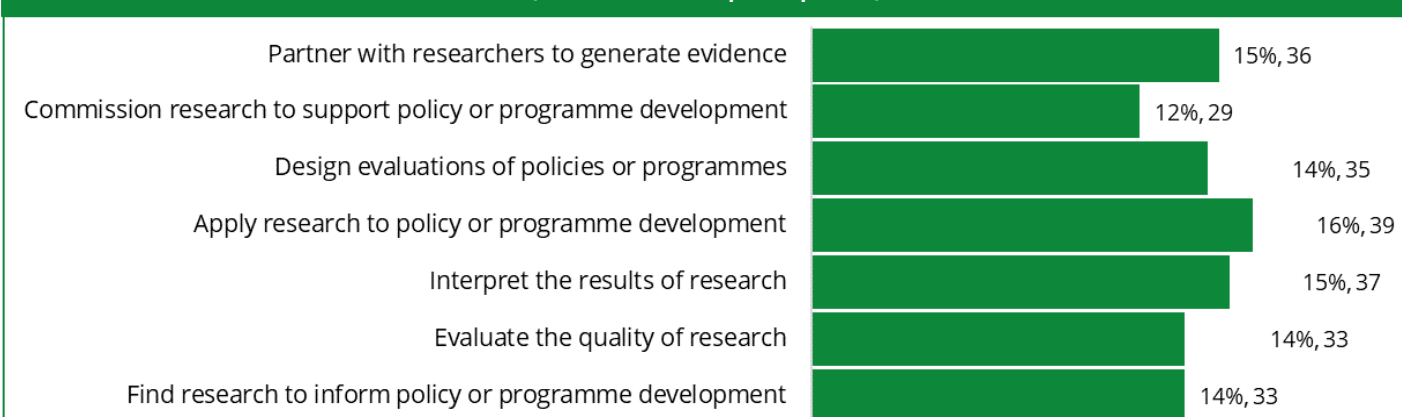 Partner with researchers to generate evidence 15%, 36
Commission research to support policy or programme development 12%, 29
Design evaluations of policies or programmes 14%, 35
Apply research to policy or programme development 16%, 39
Interpret the results of research 15%, 37
Evaluate the quality of research 14%, 33
Find research to inform policy or programme development 14%, 33